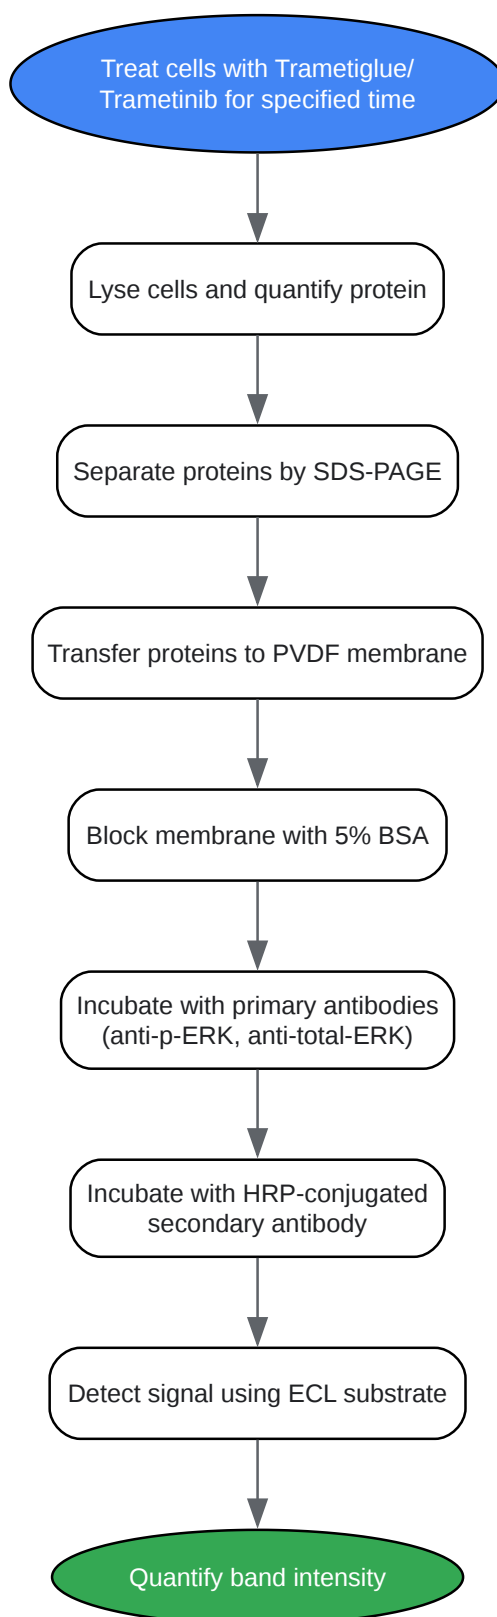 Treat cells with Trametiglue/
Trametinib for specified time
Lyse cells and quantify protein
Separate proteins by SDS-PAGE
Transfer proteins to PVDF membrane
Block membrane with 5% BSA
Incubate with primary antibodies
(anti-p-ERK, anti-total-ERK)
Incubate with HRP-conjugated
secondary antibody
Detect signal using ECL substrate
Quantify band intensity